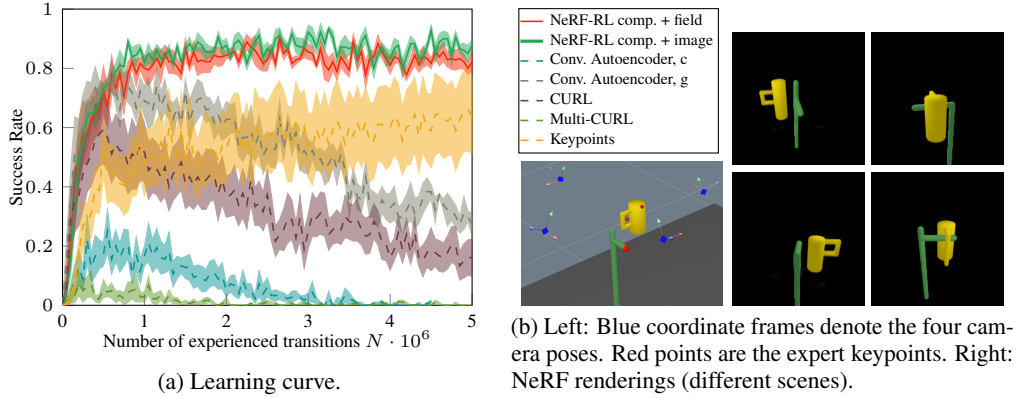 1
0.8
0.6
0.4
0.2
0
Success Rate
0 1 2 3 4 5
Number of experienced transitions N · 10⁶
(a) Learning curve.
NeRF-RL comp. + field
NeRF-RL comp. + image
Conv. Autoencoder, c
Conv. Autoencoder, g
CURL
Multi-CURL
Keypoints
(b) Left: Blue coordinate frames denote the four cam-
era poses. Red points are the expert keypoints. Right:
NeRF renderings (different scenes).